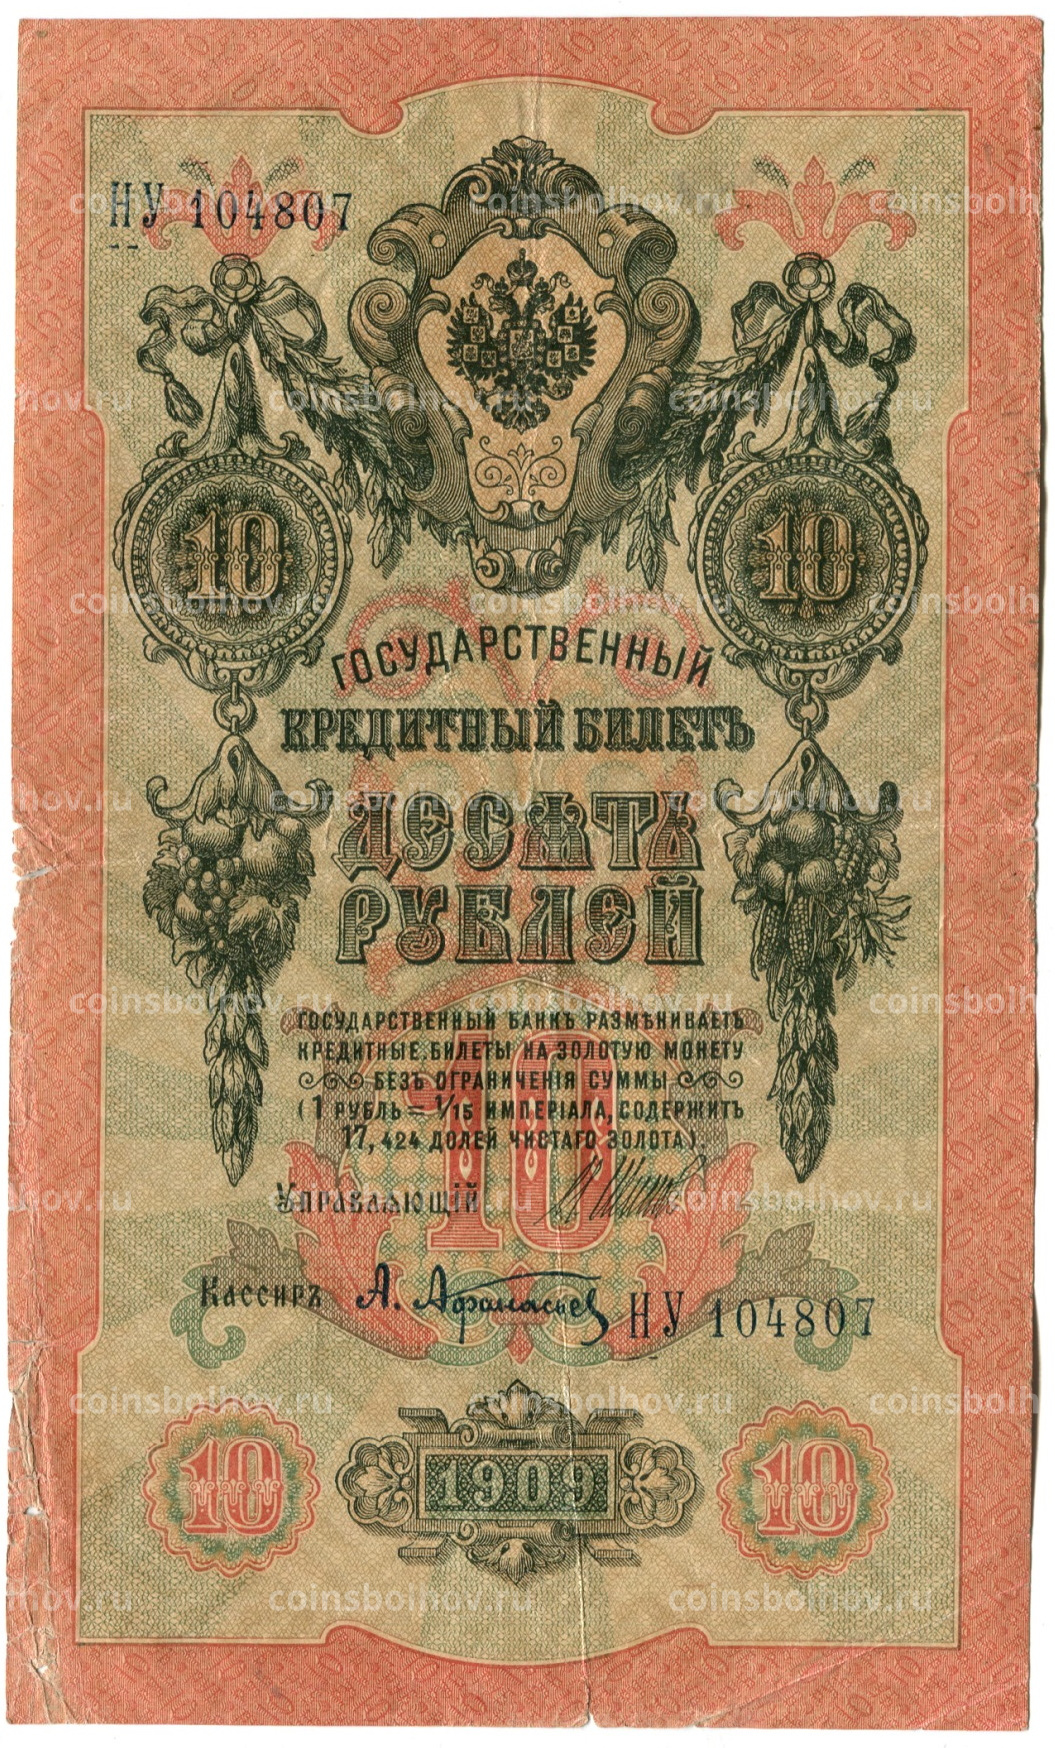 НУ 104807
10 10
ГОСУДАРСТВЕННЫЙ
КРЕДИТНЫЙ БИЛЕТЪ
ДЕСЯТЬ
РУБЛЕЙ
ГОСУДАРСТВЕННЫЙ БАНКЪ РАЗМѢНИВАЕТЪ
КРЕДИТНЫЕ БИЛЕТЫ НА ЗОЛОТУЮ МОНЕТУ
БЕЗЪ ОГРАНИЧЕНІЯ СУММЫ
(1 РУБЛЬ = 1/15 ИМПЕРІАЛА, СОДЕРЖИТЪ
17,424 ДОЛЕЙ ЧИСТАГО ЗОЛОТА).
10
УПРАВЛЯЮЩІЙ
Кассиръ А. Афанасьев НУ 104807
10 1909 10
coinsbolhov.ru